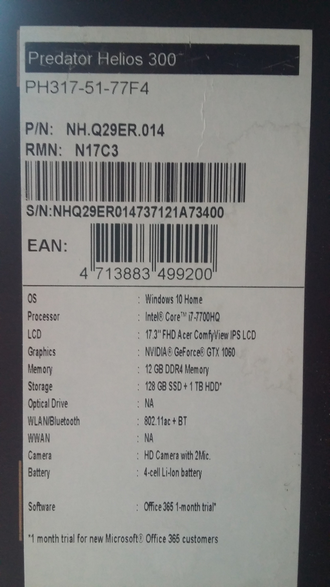 Predator Helios 300
PH317-51-77F4
P/N: NH.Q29ER.014
RMN: N17C3
S/N:NHQ29ER014737121A73400
EAN:
4 713883 499200
OS : Windows 10 Home
Processor : Intel® Core™ i7-7700HQ
LCD : 17.3" FHD Acer ComfyView IPS LCD
Graphics : NVIDIA® GeForce® GTX 1060
Memory : 12 GB DDR4 Memory
Storage : 128 GB SSD + 1 TB HDD*
Optical Drive : NA
WLAN/Bluetooth : 802.11ac + BT
WWAN : NA
Camera : HD Camera with 2Mic.
Battery : 4-cell Li-Ion battery
Software : Office 365 1-month trial*
*1 month trial for new Microsoft® Office 365 customers